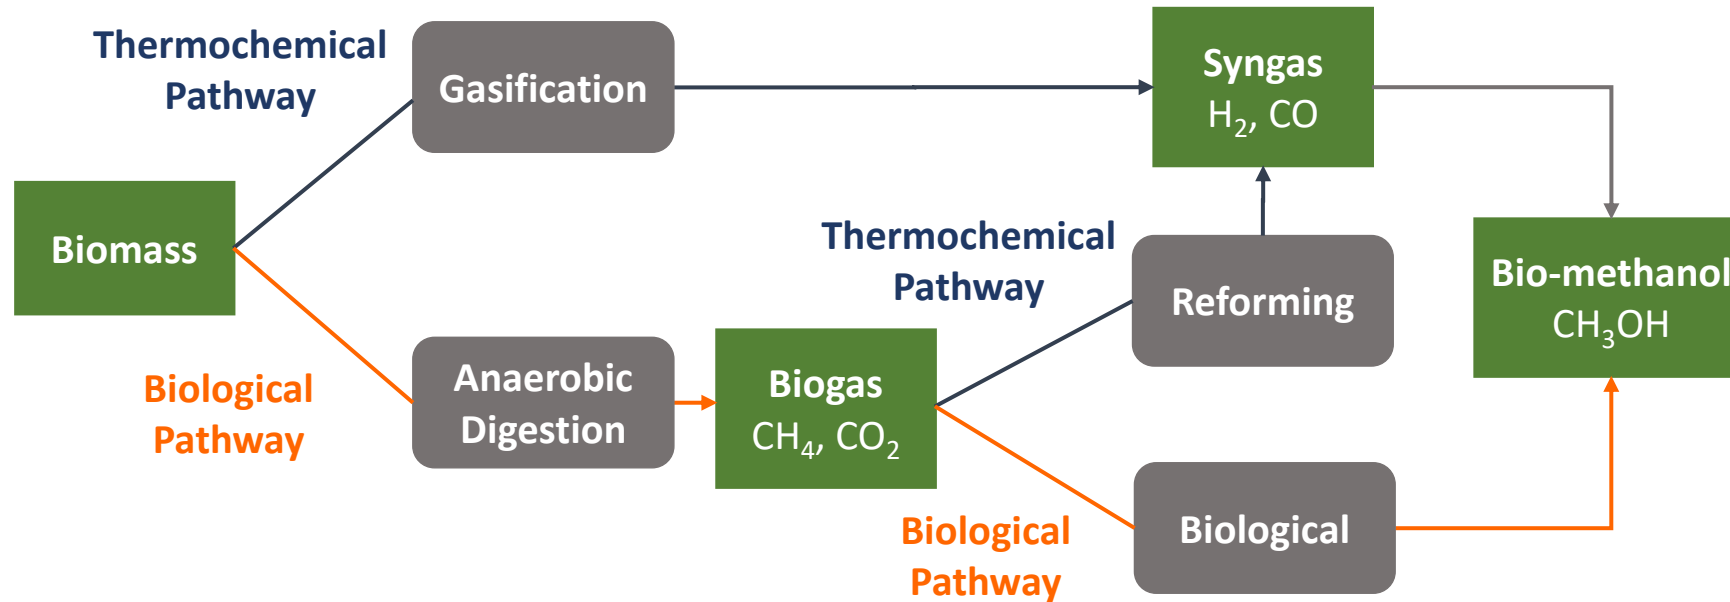 Thermochemical
Pathway
Gasification
Syngas
H₂, CO
Biomass
Thermochemical
Pathway
Reforming
Bio-methanol
CH₃OH
Biological
Pathway
Anaerobic
Digestion
Biogas
CH₄, CO₂
Biological
Pathway
Biological